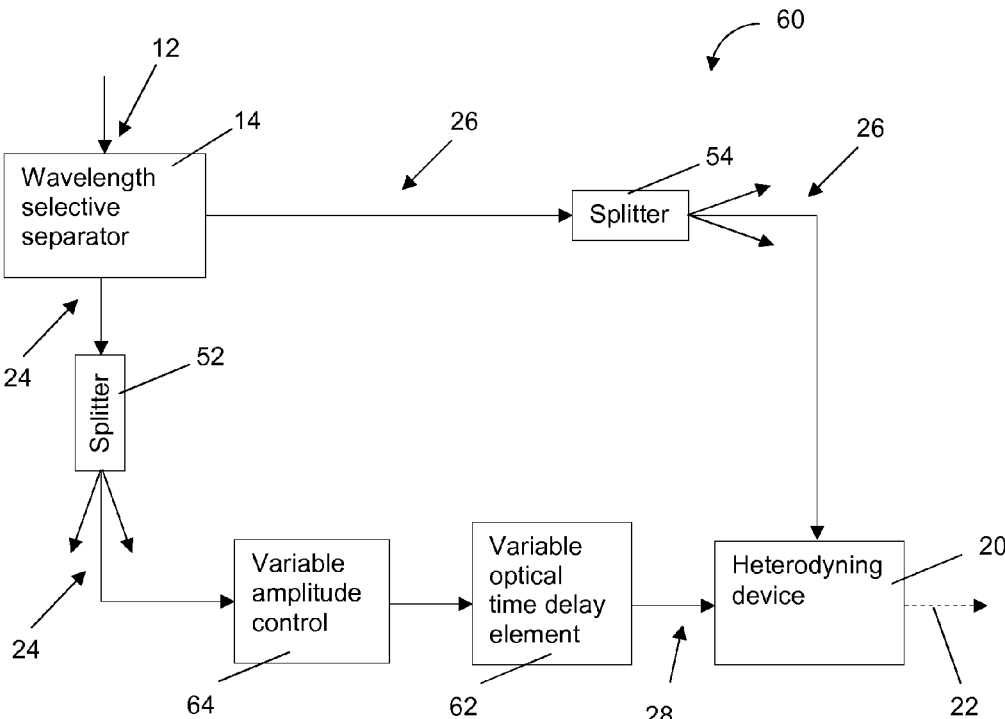 60
12
14
26
26
54
Wavelength
selective
separator
Splitter
24
52
Splitter
Variable
amplitude
control
Variable
optical
time delay
element
Heterodyning
device
20
24
64
62
28
22